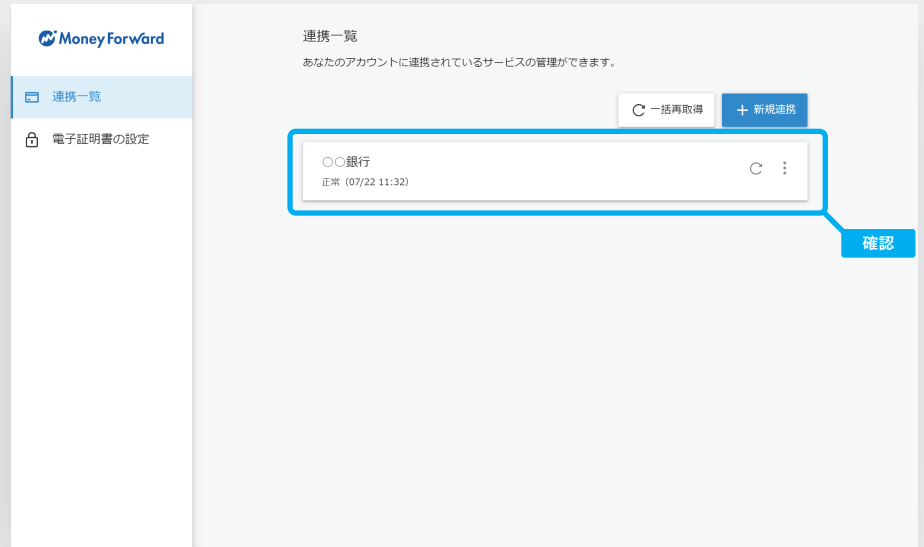 Money Forward
連携一覧
電子証明書の設定
連携一覧
あなたのアカウントに連携されているサービスの管理ができます。
一括再取得
新規連携
○○銀行
正常 (07/22 11:32)
確認